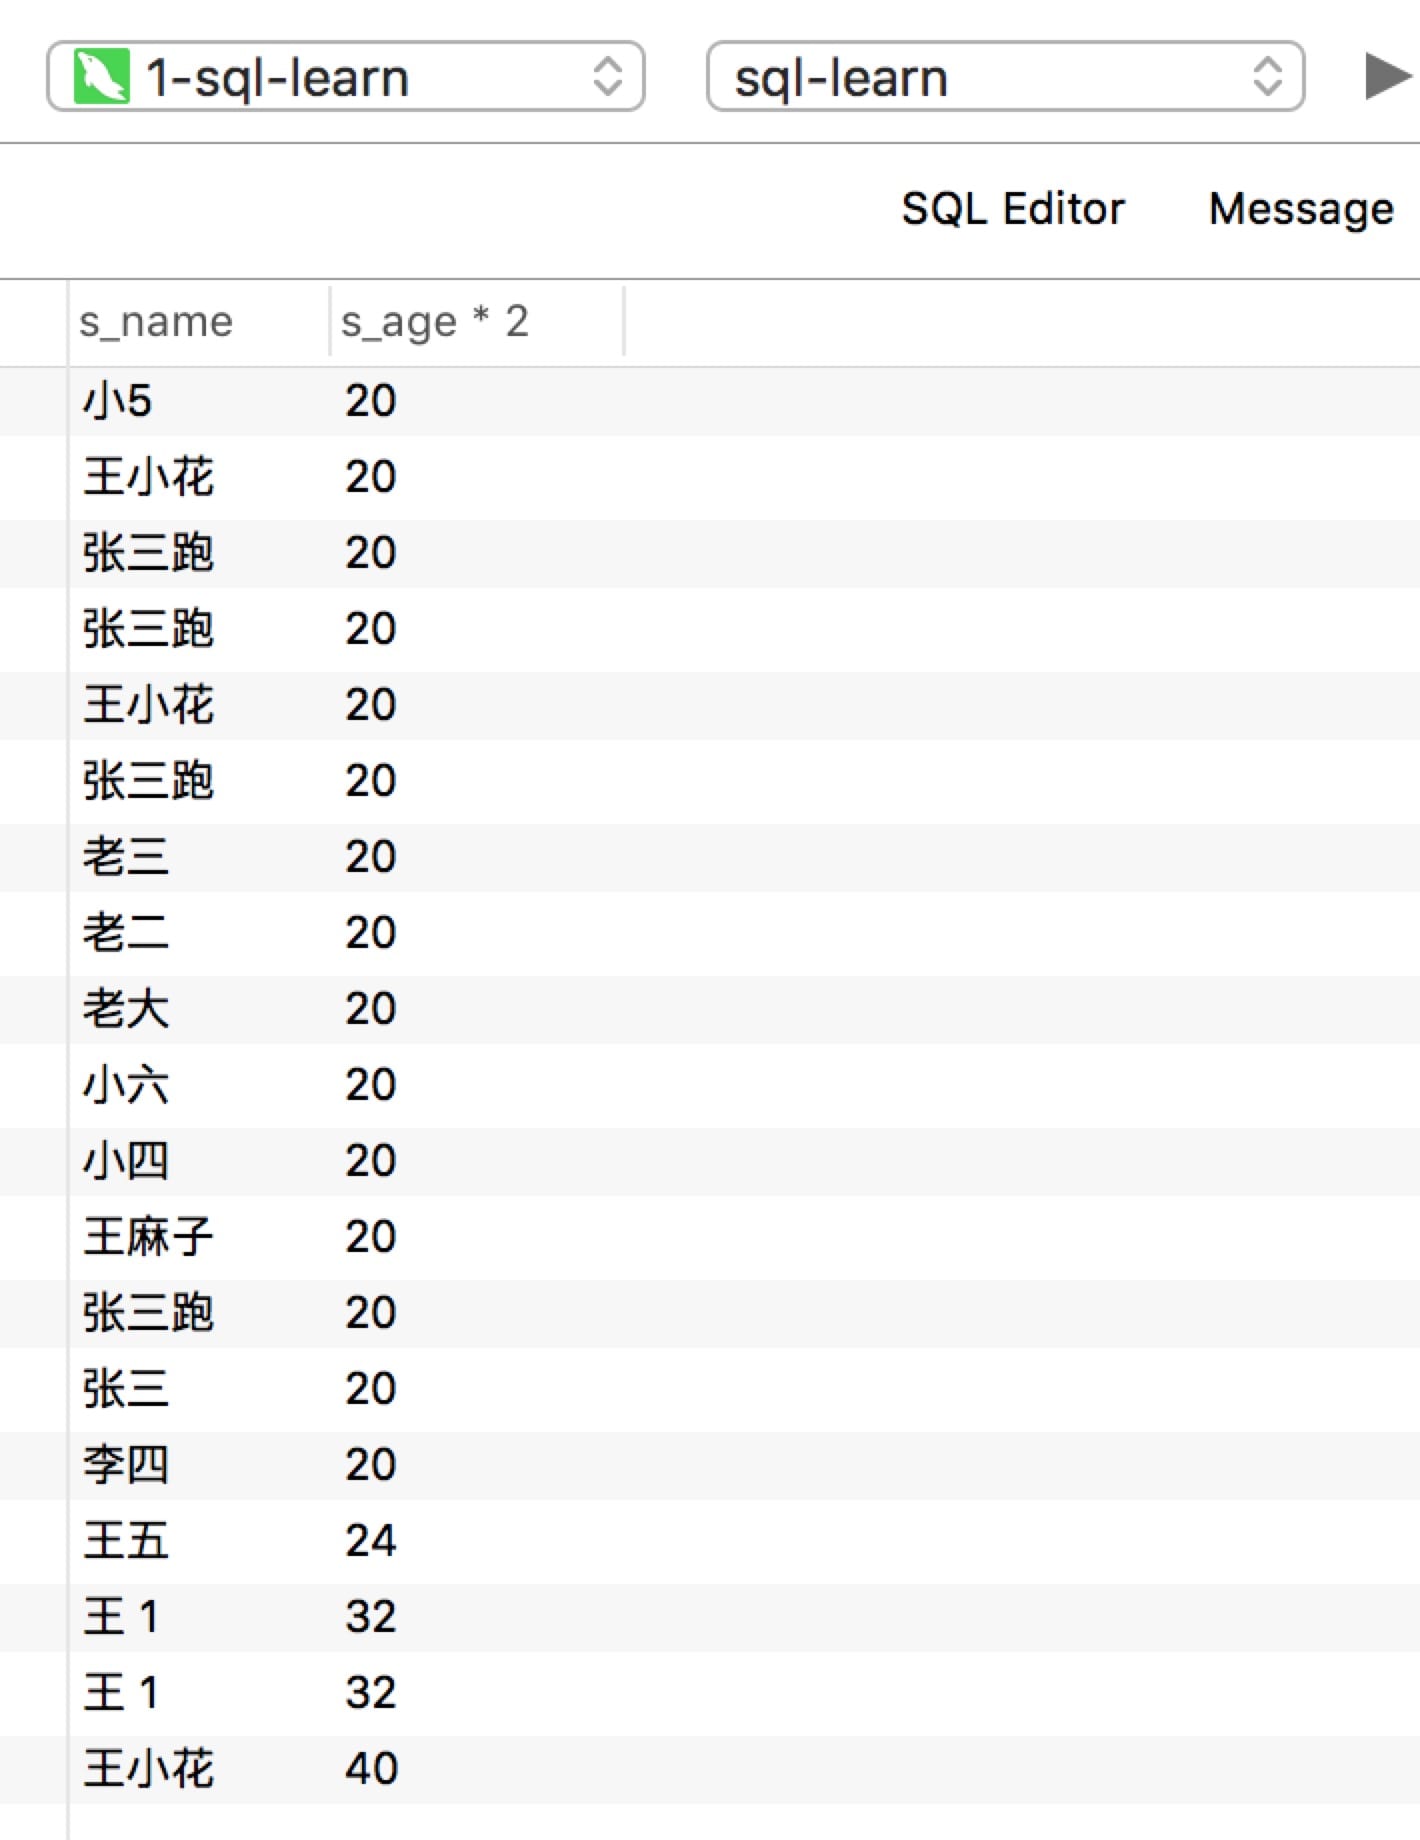 1-sql-learn sql-learn
SQL Editor Message
s_name s_age * 2
小5 20
王小花 20
张三跑 20
张三跑 20
王小花 20
张三跑 20
老三 20
老二 20
老大 20
小六 20
小四 20
王麻子 20
张三跑 20
张三 20
李四 20
王五 24
王 1 32
王 1 32
王小花 40